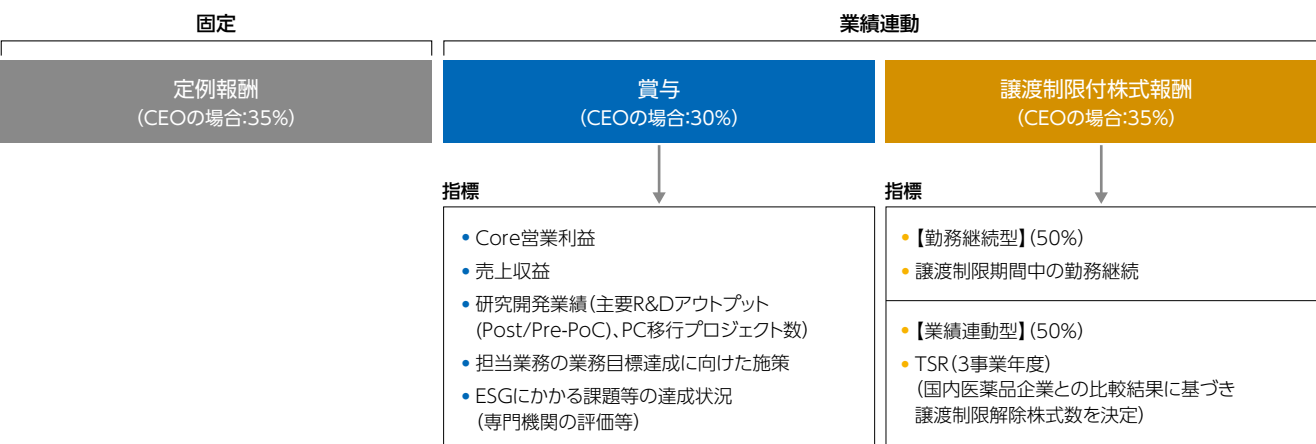 固定
業績連動
定例報酬
(CEOの場合:35%)
賞与
(CEOの場合:30%)
譲渡制限付株式報酬
(CEOの場合:35%)
指標
• Core営業利益
• 売上収益
• 研究開発業績(主要R&Dアウトプット
(Post/Pre-PoC)、PC移行プロジェクト数)
• 担当業務の業務目標達成に向けた施策
• ESGにかかる課題等の達成状況
(専門機関の評価等)
指標
• 【勤務継続型】(50%)
• 譲渡制限期間中の勤務継続
• 【業績連動型】(50%)
• TSR(3事業年度)
(国内医薬品企業との比較結果に基づき
譲渡制限解除株式数を決定)